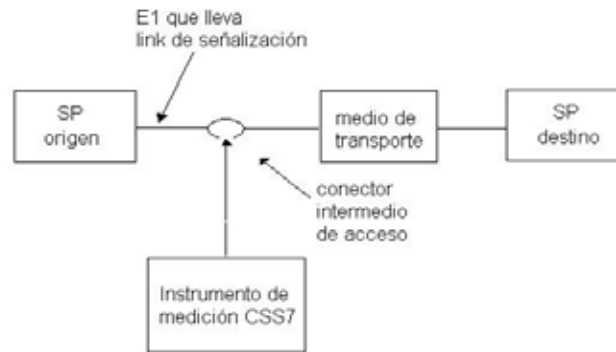 E1 que lleva
link de señalización
SP
origen
medio de
transporte
SP
destino
conector
intermedio
de acceso
Instrumento de
medición CSS7